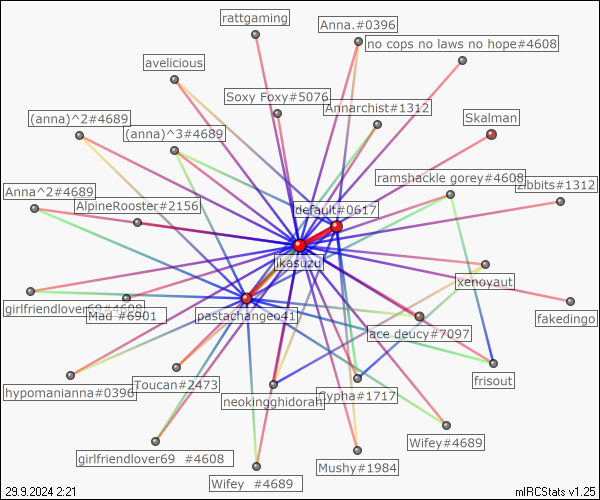 rattgaming
Anna.#0396
no cops no laws no hope#4608
avelicious
Soxy Foxy#5076
Annarchist#1312
Skalman
(anna)^2#4689
(anna)^3#4689
ramshackle gorey#4608
zibbits#1312
Anna^2#4689
AlpineRooster#2156
default#0617
ikasuzu
xenoyaut
girlfriendlover69#4608
Mad #6901
pastachangeo41
fakedingo
lace deucy#7097
frisout
hypomanianna#0396
Toucan#2473
neokingghidorah
Cypha#1717
Wifey#4689
girlfriendlover69 #4608
Mushy#1984
Wifey #4689
29.9.2024 2:21
mIRCStats v1.25